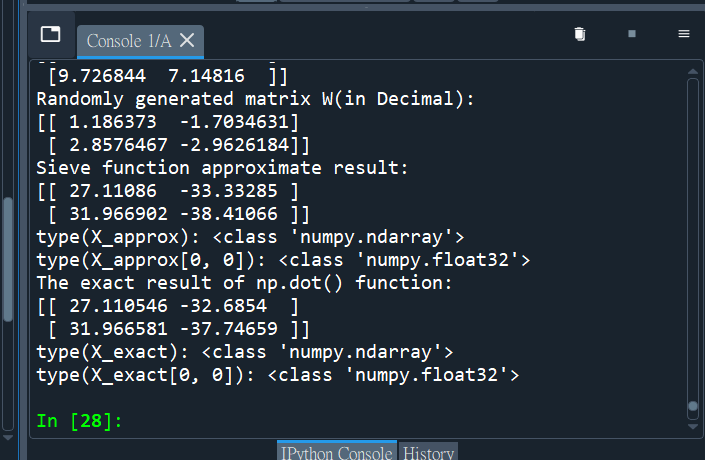 Console 1/A
[9.726844  7.14816  ]]
Randomly generated matrix W(in Decimal):
[[ 1.186373  -1.7034631]
 [ 2.8576467 -2.9626184]]
Sieve function approximate result:
[[ 27.11086  -33.33285 ]
 [ 31.966902 -38.41066 ]]
type(X_approx): <class 'numpy.ndarray'>
type(X_approx[0, 0]): <class 'numpy.float32'>
The exact result of np.dot() function:
[[ 27.110546 -32.6854  ]
 [ 31.966581 -37.74659 ]]
type(X_exact): <class 'numpy.ndarray'>
type(X_exact[0, 0]): <class 'numpy.float32'>
In [28]:
IPython Console History